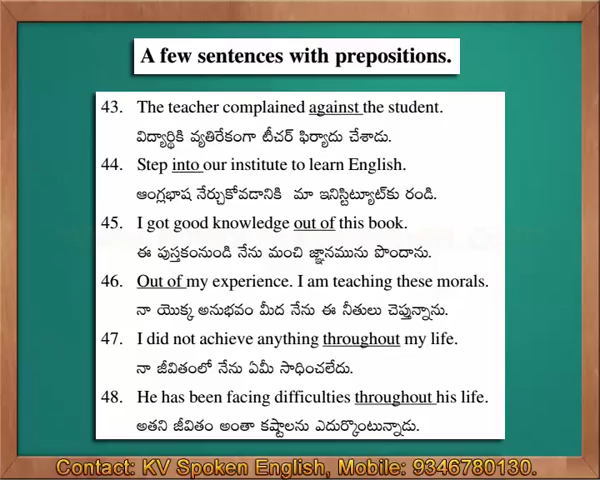 A few sentences with prepositions.
43. The teacher complained against the student.
విద్యార్థికి వ్యతిరేకంగా టీచర్ ఫిర్యాదు చేశాడు.
44. Step into our institute to learn English.
ఆంగ్లభాష నేర్చుకోవడానికి మా ఇనిస్టిట్యూట్‌కు రండి.
45. I got good knowledge out of this book.
ఈ పుస్తకంనుండి నేను మంచి జ్ఞానమును పొందాను.
46. Out of my experience. I am teaching these morals.
నా యొక్క అనుభవం మీద నేను ఈ నీతులు చెప్తున్నాను.
47. I did not achieve anything throughout my life.
నా జీవితంలో నేను ఏమీ సాధించలేదు.
48. He has been facing difficulties throughout his life.
అతని జీవితం అంతా కష్టాలను ఎదుర్కొంటున్నాడు.
Contact: KV Spoken English, Mobile: 9346780130.